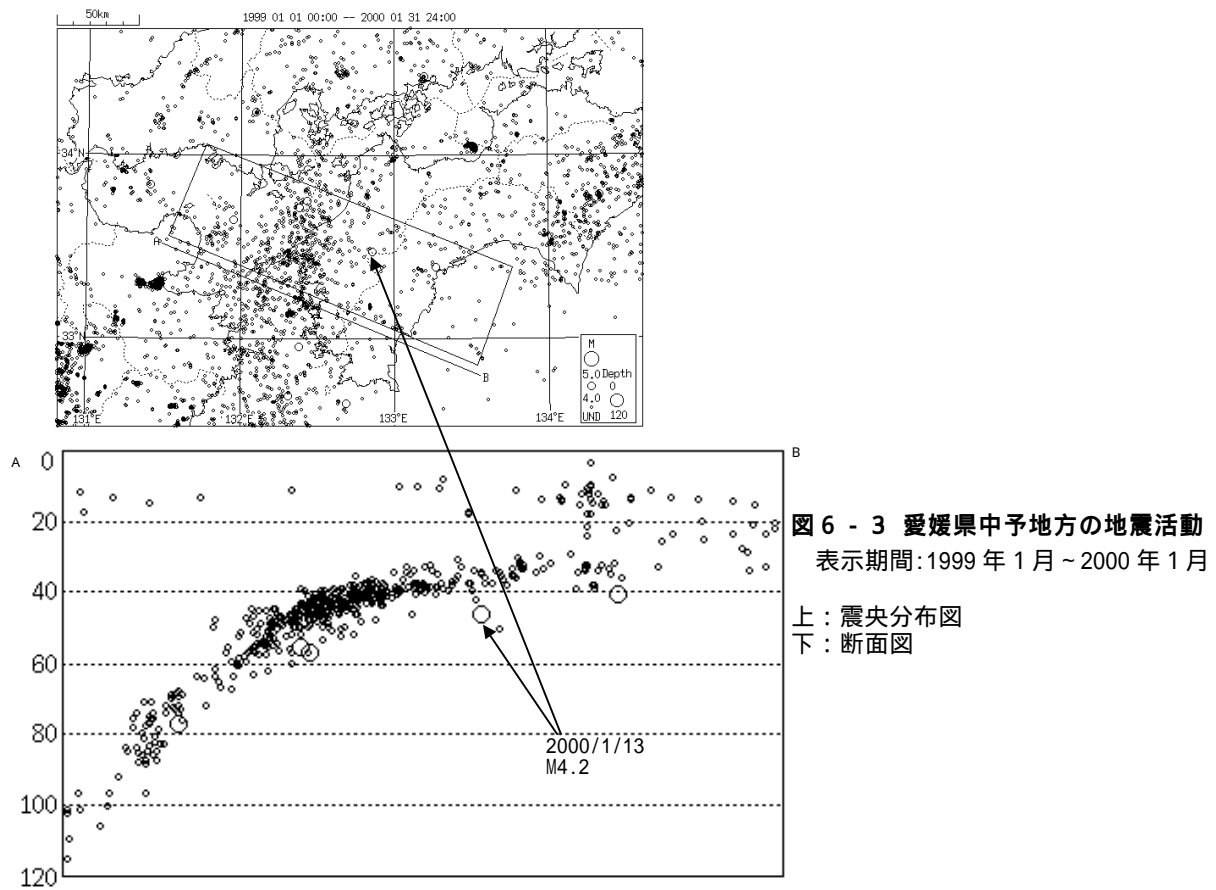 50km
1999 01 01 00:00 -- 2000 01 31 24:00
34°N
A
33°N
B
M
5.0 Depth
0
4.0
UND 120
131°E 132°E 133°E 134°E
A 0 B
20
40
60
80
100
120
2000/1/13
M4.2
図6-3 愛媛県中予地方の地震活動
表示期間:1999年1月~2000年1月
上:震央分布図
下:断面図